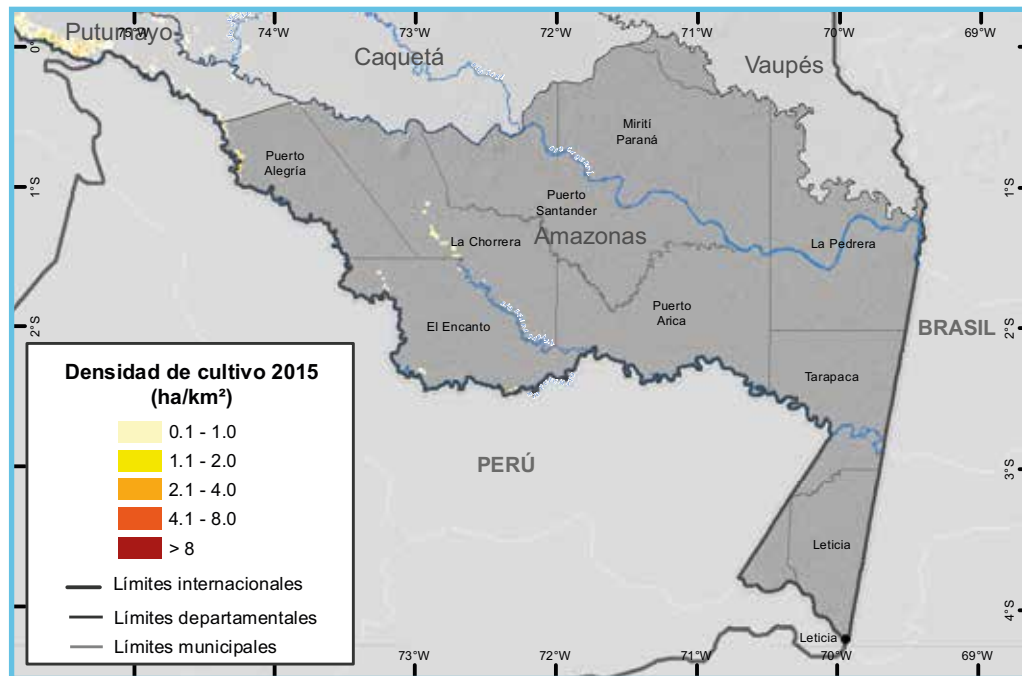 75°W 74°W 73°W 72°W 71°W 70°W 69°W
0°
Putumayo
Caquetá
Vaupés
Mirití
Paraná
Puerto
Alegría
1°S
1°S
Puerto
Santander
La Chorrera
Amazonas
La Pedrera
Puerto
Arica
El Encanto
2°S
2°S
BRASIL
Tarapaca
PERÚ
3°S
Leticia
4°S
Leticia
Densidad de cultivo 2015
(ha/km²)
0.1 - 1.0
1.1 - 2.0
2.1 - 4.0
4.1 - 8.0
> 8
Límites internacionales
Límites departamentales
Límites municipales
73°W 72°W 71°W 70°W 69°W